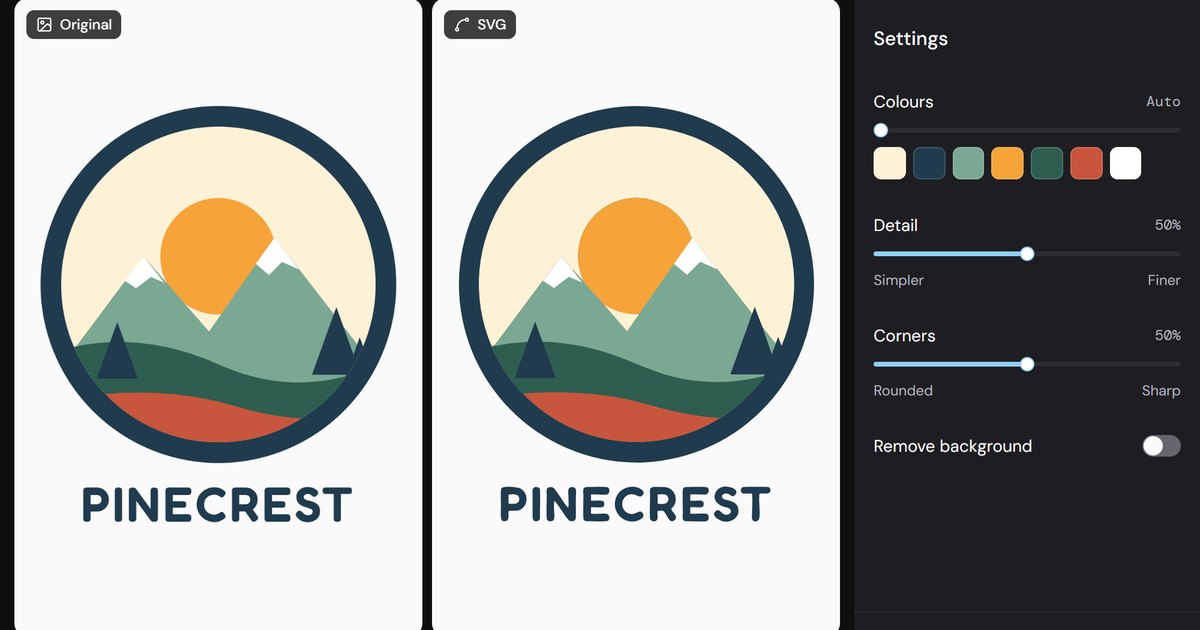 Original
SVG
PINECREST
PINECREST
Settings
Colours
Auto
Detail
50%
Simpler
Finer
Corners
50%
Rounded
Sharp
Remove background